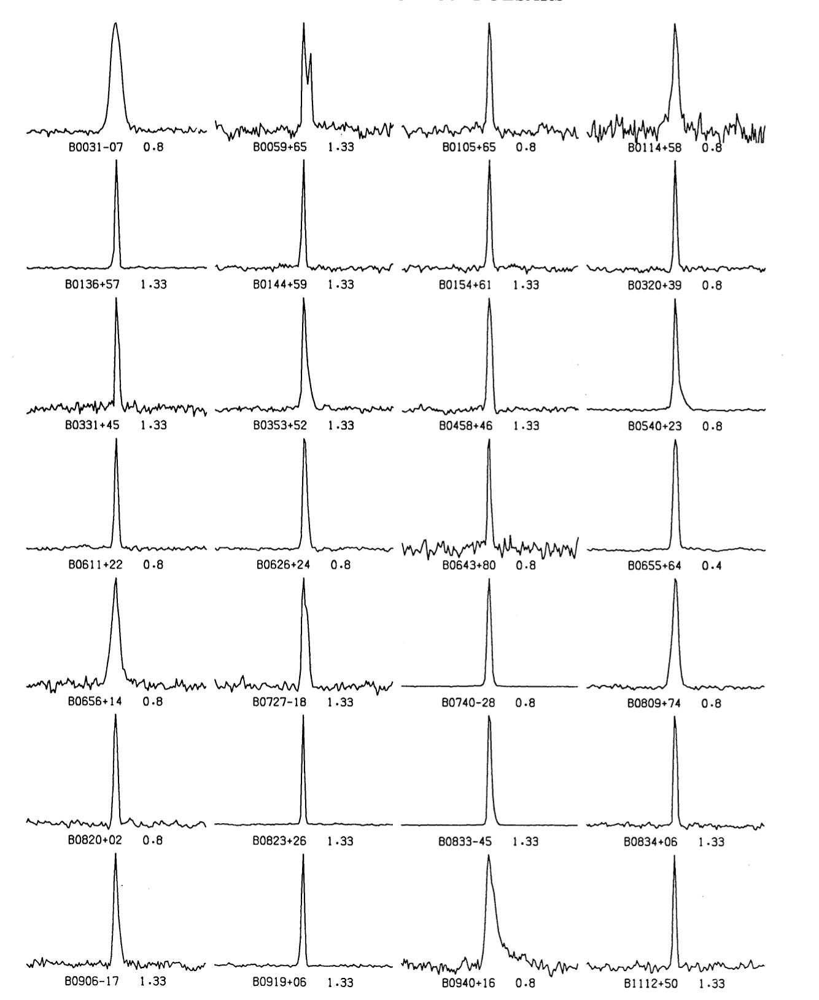 B0031-07 0.8 B0059+65 1.33 B0105+65 0.8 B0114+58 0.8
B0136+57 1.33 B0144+59 1.33 B0154+61 1.33 B0320+39 0.8
B0331+45 1.33 B0353+52 1.33 B0458+46 1.33 B0540+23 0.8
B0611+22 0.8 B0626+24 0.8 B0643+80 0.8 B0655+64 0.4
B0656+14 0.8 B0727-18 1.33 B0740-28 0.8 B0809+74 0.8
B0820+02 0.8 B0823+26 1.33 B0833-45 1.33 B0834+06 1.33
B0906-17 1.33 B0919+06 1.33 B0940+16 0.8 B1112+50 1.33